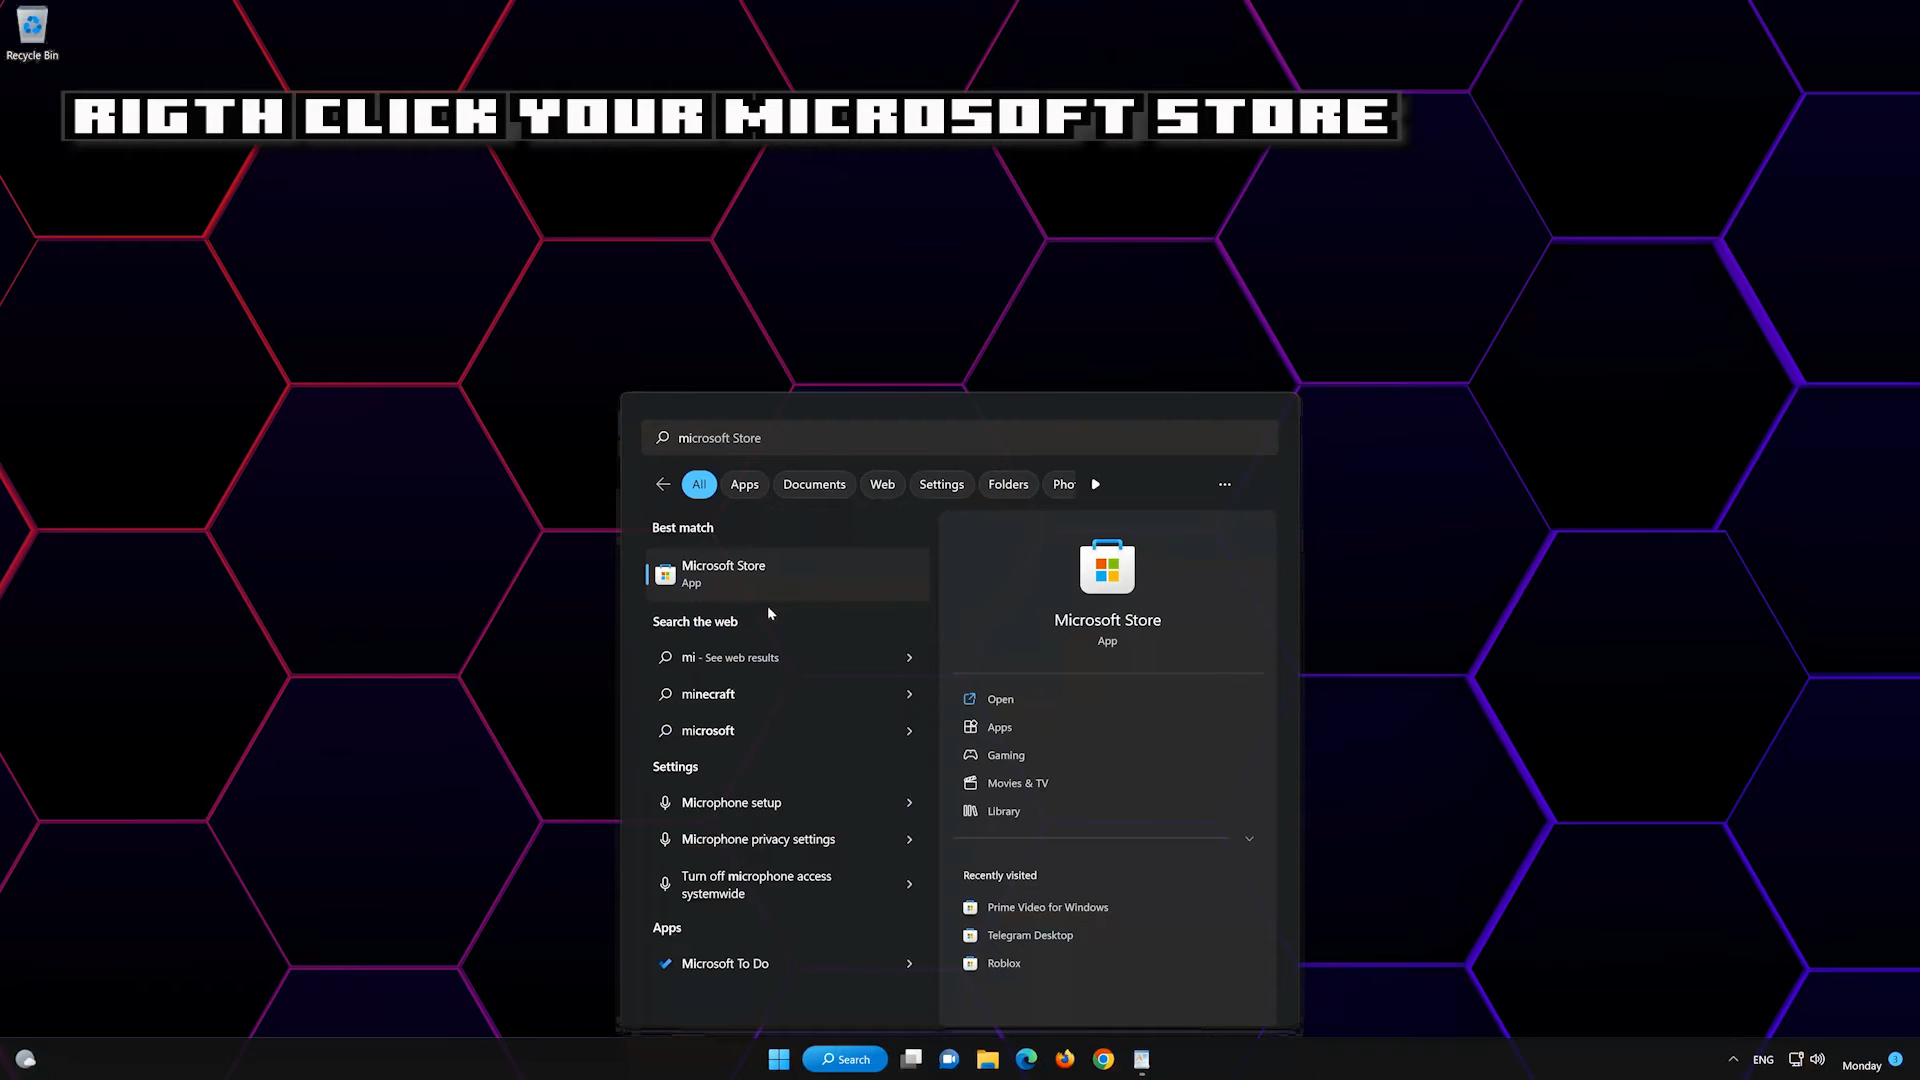 Recycle Bin
RIGTH CLICK YOUR MICROSOFT STORE
microsoft Store
All Apps Documents Web Settings Folders Pho
Best match
Microsoft Store
App
Search the web
mi - See web results
minecraft
microsoft
Settings
Microphone setup
Microphone privacy settings
Turn off microphone access
systemwide
Apps
Microsoft To Do
Microsoft Store
App
Open
Apps
Gaming
Movies & TV
Library
Recently visited
Prime Video for Windows
Telegram Desktop
Roblox
Search
ENG
Monday 3